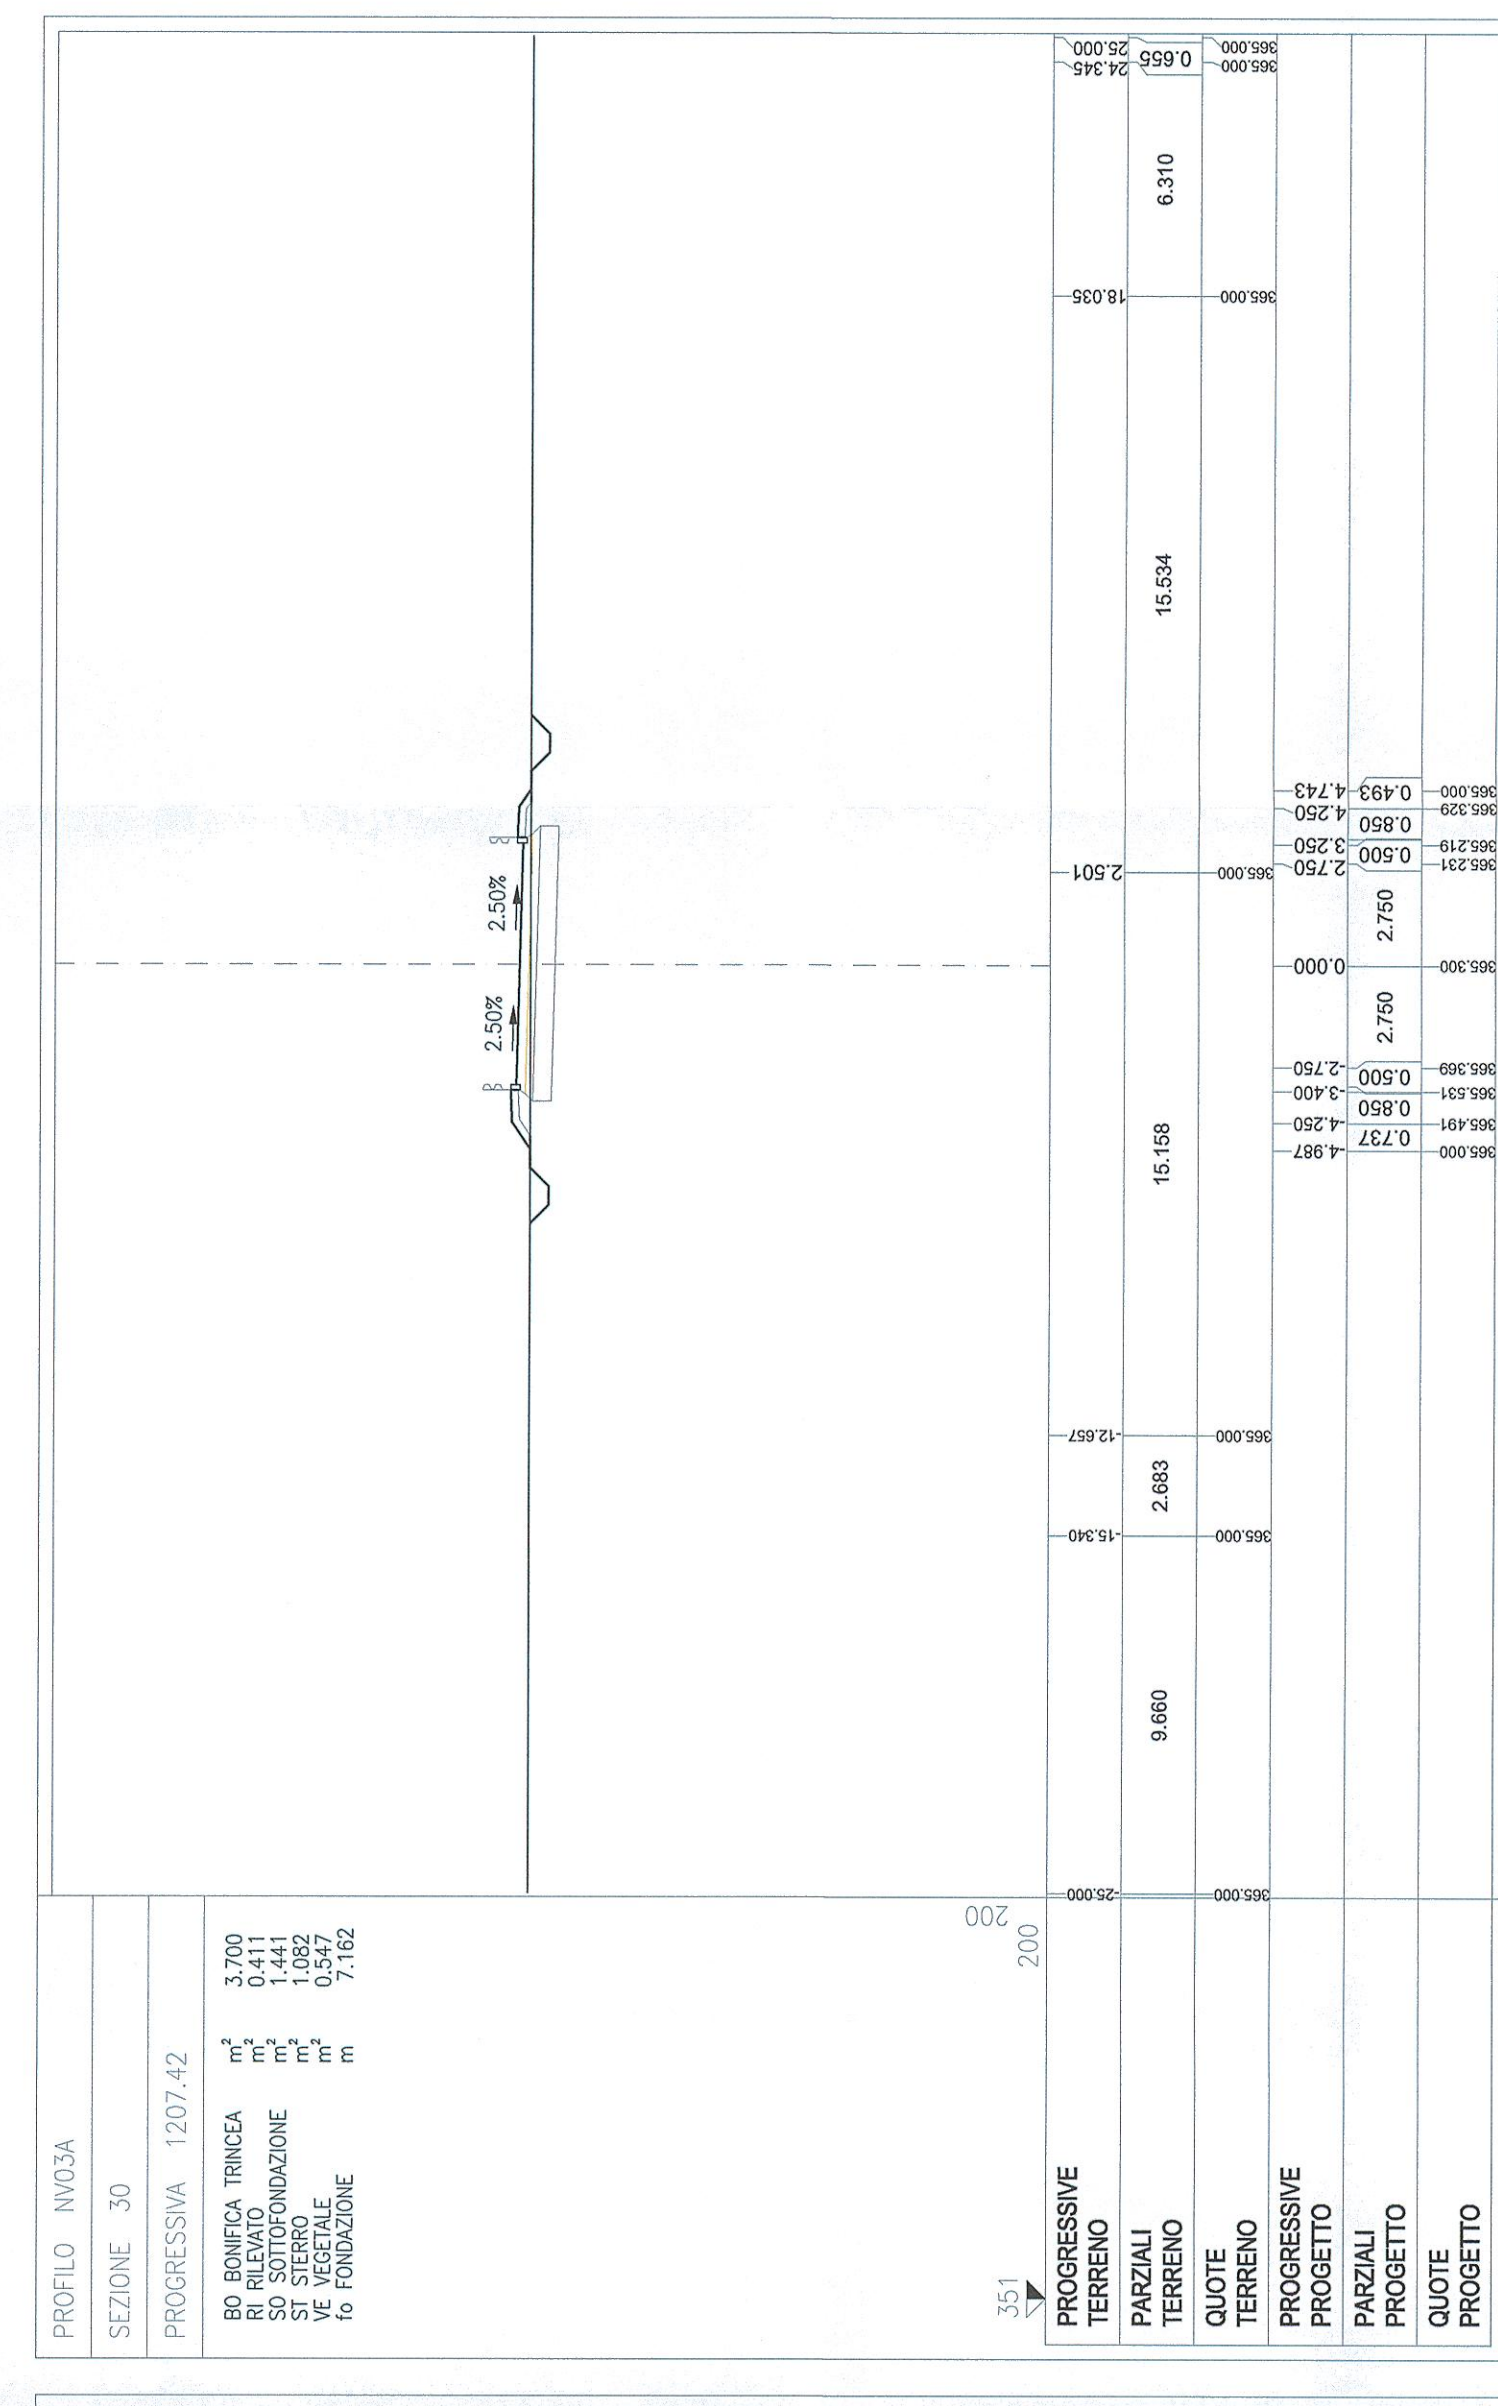 PROFILO NV03A
SEZIONE 30
PROGRESSIVA 1207.42
BO BONIFICA TRINCEA m² 3.700
RI RILEVATO m² 0.411
SO SOTTOFONDAZIONE m² 1.441
ST STERRO m² 1.082
VE VEGETALE m² 0.547
fo FONDAZIONE m 7.162
2.50% 2.50%
200
351 200
PROGRESSIVE TERRENO -25.000 -15.340 -12.657 2.501 18.035 24.345 25.000
PARZIALI TERRENO 9.660 2.683 15.158 15.534 6.310 0.655
QUOTE TERRENO 365.000 365.000 365.000 365.000 365.000 365.000 365.000
PROGRESSIVE PROGETTO -4.987 -4.250 -3.400 -2.750 0.000 2.750 3.250 4.250 4.743
PARZIALI PROGETTO 0.737 0.850 0.500 2.750 2.750 0.500 0.850 0.493
QUOTE PROGETTO 365.000 365.491 365.531 365.369 365.300 365.231 365.219 365.329 365.000